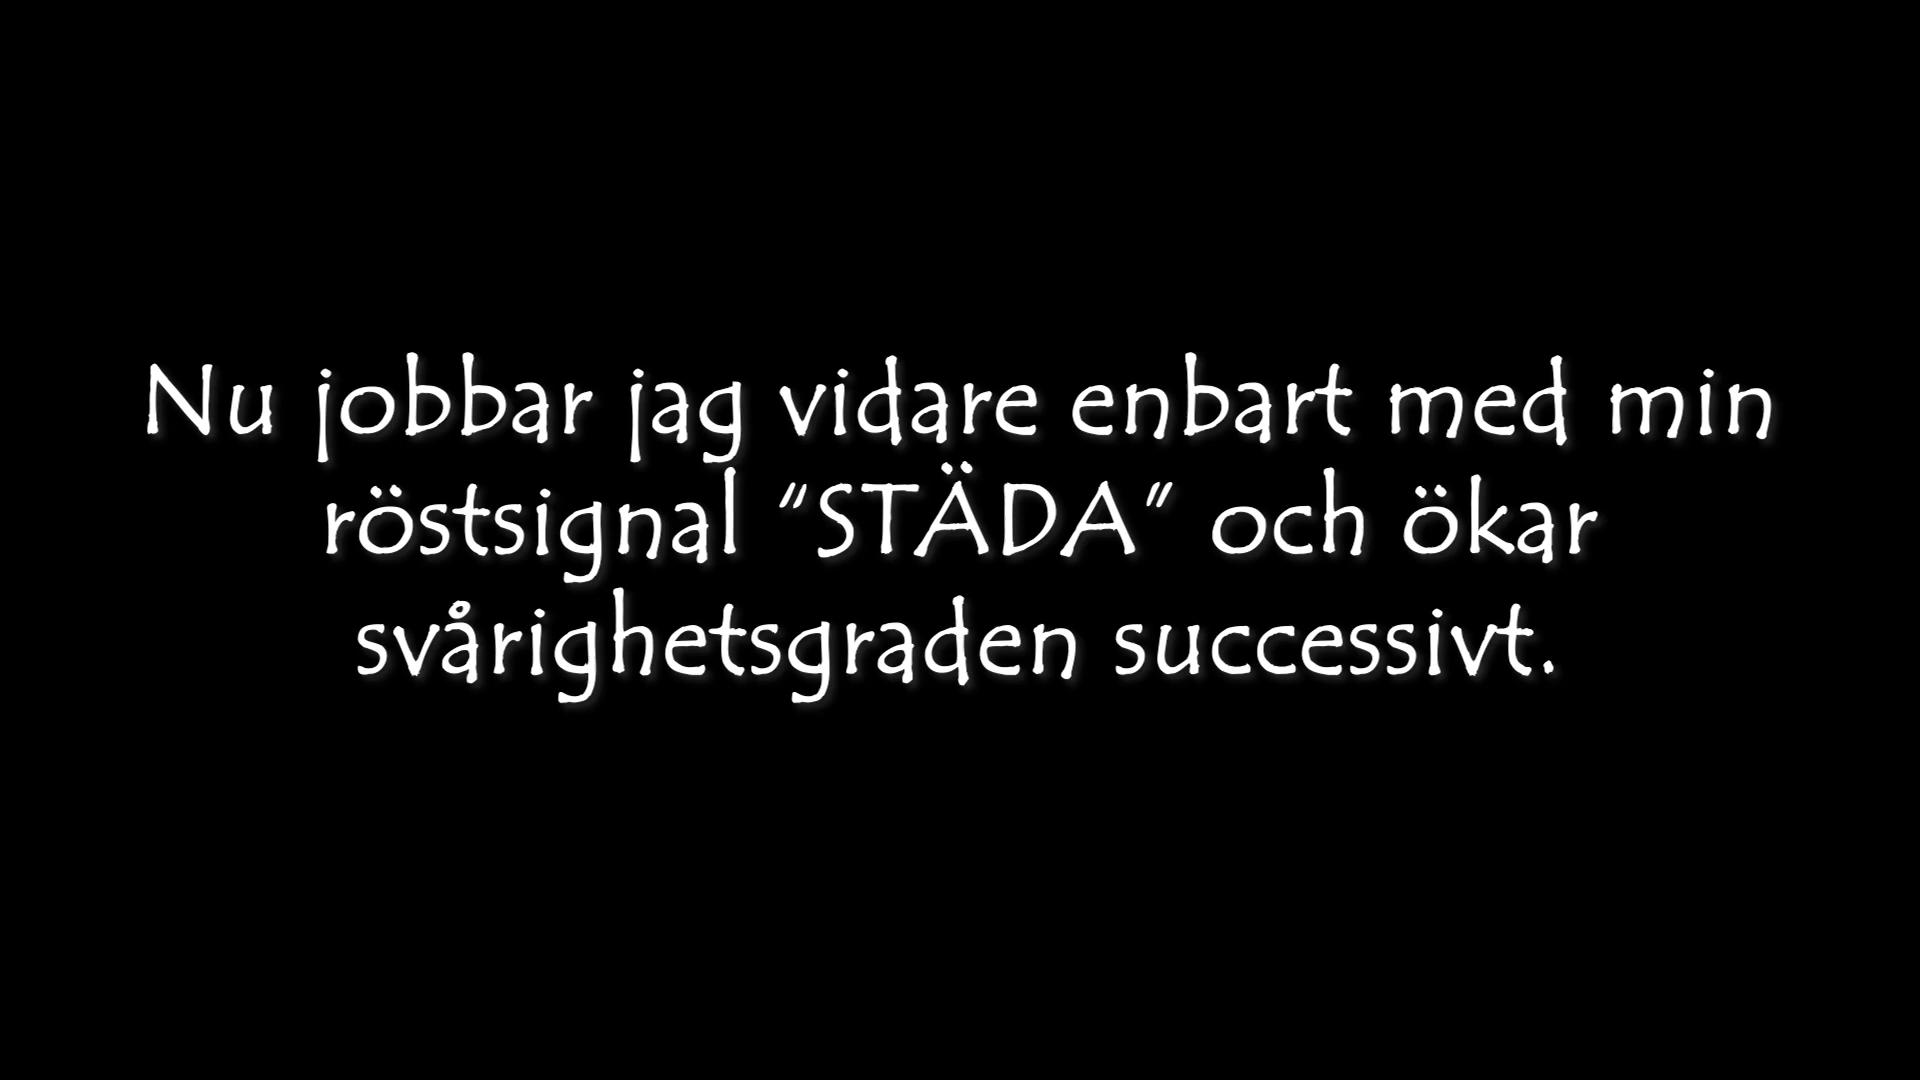 Nu jobbar jag vidare enbart med min
röstsignal “STÄDA” och ökar
svårighetsgraden successivt.